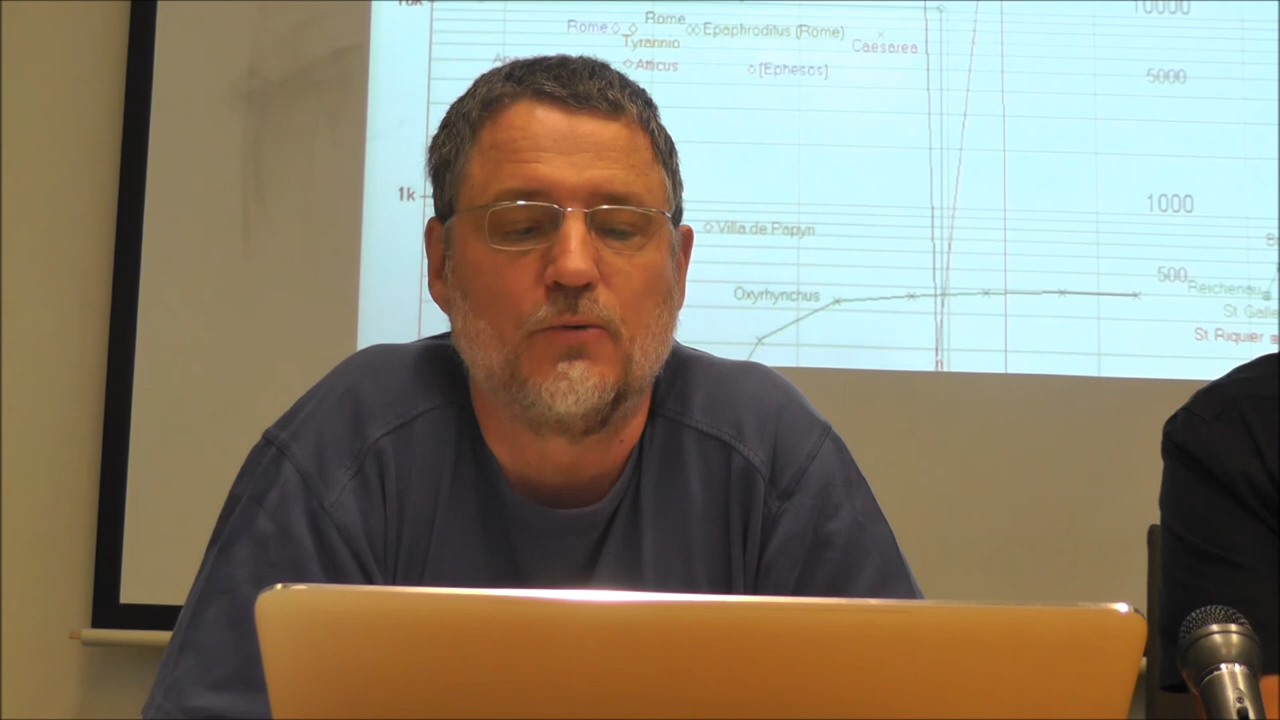 10k
10000
Rome
Rome
Epaphroditus (Rome)
Tyrannio
Caesarea
Atticus
[Ephesos]
5000
1k
1000
Villa de Papyri
500
Oxyrhynchus
Reichenau
St Galle
St Riquier